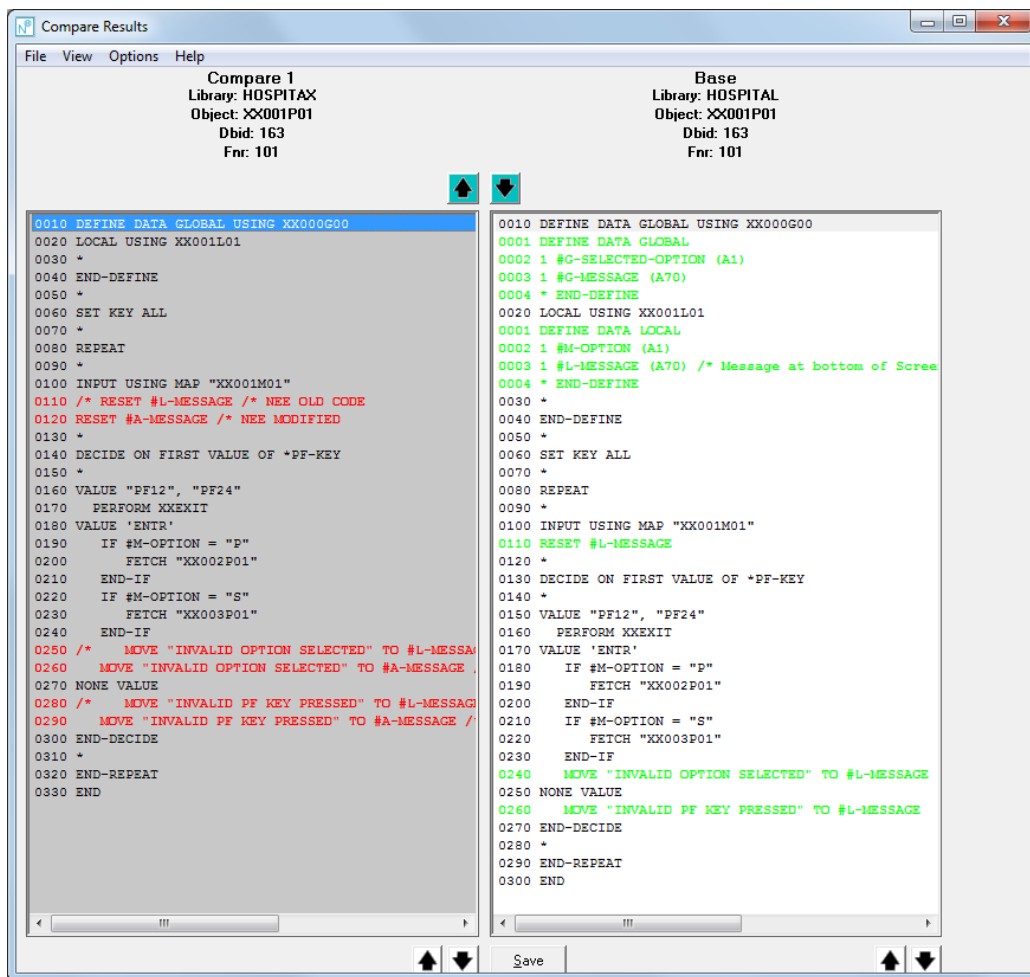 Compare Results
File View Options Help
Compare 1
Library: HOSPITAX
Object: XX001P01
Dbid: 163
Fnr: 101
Base
Library: HOSPITAL
Object: XX001P01
Dbid: 163
Fnr: 101
0010 DEFINE DATA GLOBAL USING XX000G00
0020 LOCAL USING XX001L01
0030 *
0040 END-DEFINE
0050 *
0060 SET KEY ALL
0070 *
0080 REPEAT
0090 *
0100 INPUT USING MAP "XX001M01"
0110 /* RESET #L-MESSAGE /* NEE OLD CODE
0120 RESET #A-MESSAGE /* NEE MODIFIED
0130 *
0140 DECIDE ON FIRST VALUE OF *PF-KEY
0150 *
0160 VALUE "PF12", "PF24"
0170 PERFORM XXEXIT
0180 VALUE 'ENTR'
0190 IF #M-OPTION = "P"
0200 FETCH "XX002P01"
0210 END-IF
0220 IF #M-OPTION = "S"
0230 FETCH "XX003P01"
0240 END-IF
0250 /* MOVE "INVALID OPTION SELECTED" TO #L-MESSA
0260 MOVE "INVALID OPTION SELECTED" TO #A-MESSAGE /
0270 NONE VALUE
0280 /* MOVE "INVALID PF KEY PRESSED" TO #L-MESSAG
0290 MOVE "INVALID PF KEY PRESSED" TO #A-MESSAGE /*
0300 END-DECIDE
0310 *
0320 END-REPEAT
0330 END
0010 DEFINE DATA GLOBAL USING XX000G00
0001 DEFINE DATA GLOBAL
0002 1 #G-SELECTED-OPTION (A1)
0003 1 #G-MESSAGE (A70)
0004 * END-DEFINE
0020 LOCAL USING XX001L01
0001 DEFINE DATA LOCAL
0002 1 #M-OPTION (A1)
0003 1 #L-MESSAGE (A70) /* Message at bottom of Scree
0004 * END-DEFINE
0030 *
0040 END-DEFINE
0050 *
0060 SET KEY ALL
0070 *
0080 REPEAT
0090 *
0100 INPUT USING MAP "XX001M01"
0110 RESET #L-MESSAGE
0120 *
0130 DECIDE ON FIRST VALUE OF *PF-KEY
0140 *
0150 VALUE "PF12", "PF24"
0160 PERFORM XXEXIT
0170 VALUE 'ENTR'
0180 IF #M-OPTION = "P"
0190 FETCH "XX002P01"
0200 END-IF
0210 IF #M-OPTION = "S"
0220 FETCH "XX003P01"
0230 END-IF
0240 MOVE "INVALID OPTION SELECTED" TO #L-MESSAGE
0250 NONE VALUE
0260 MOVE "INVALID PF KEY PRESSED" TO #L-MESSAGE
0270 END-DECIDE
0280 *
0290 END-REPEAT
0300 END
Save